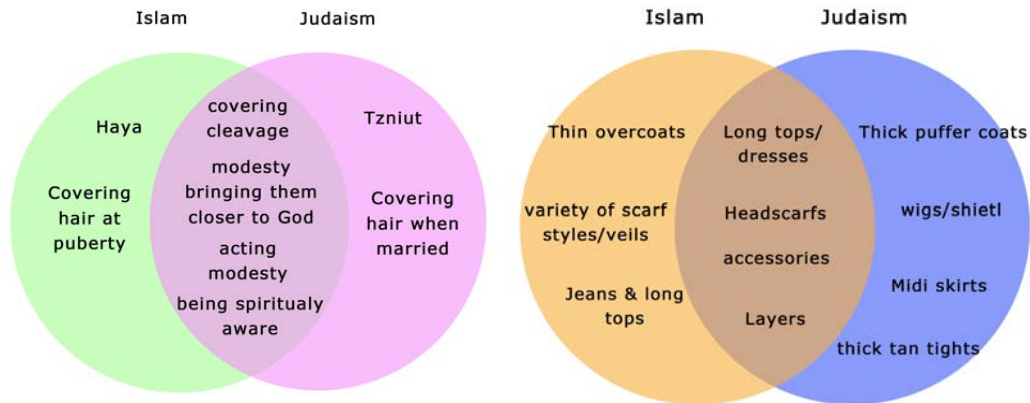 Islam
Judaism
Haya
Covering
hair at
puberty
covering
cleavage
modesty
bringing them
closer to God
acting
modesty
being spiritualy
aware
Tzniut
Covering
hair when
married
Islam
Judaism
Thin overcoats
variety of scarf
styles/veils
Jeans & long
tops
Long tops/
dresses
Headscarfs
accessories
Layers
Thick puffer coats
wigs/shietl
Midi skirts
thick tan tights